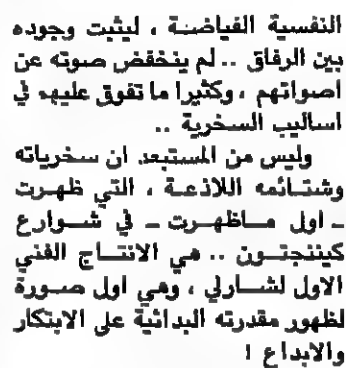 النفسية الفياضة ، ليثبت وجوده
بين الرفاق .. لم ينخفض صوته عن
اصواتهم ، وكثيرا ما تفوق عليهم في
اساليب السخرية ..
وليس من المستبعد ان سخرياته
وشتائمه اللاذعة ، التي ظهرت
ـ اول ماظهرت ـ في شوارع
كيننجتون .. هي الانتاج الفني
الاول لشارلي ، وهي اول صورة
لظهور مقدرته البدائية على الابتكار
والابداع !